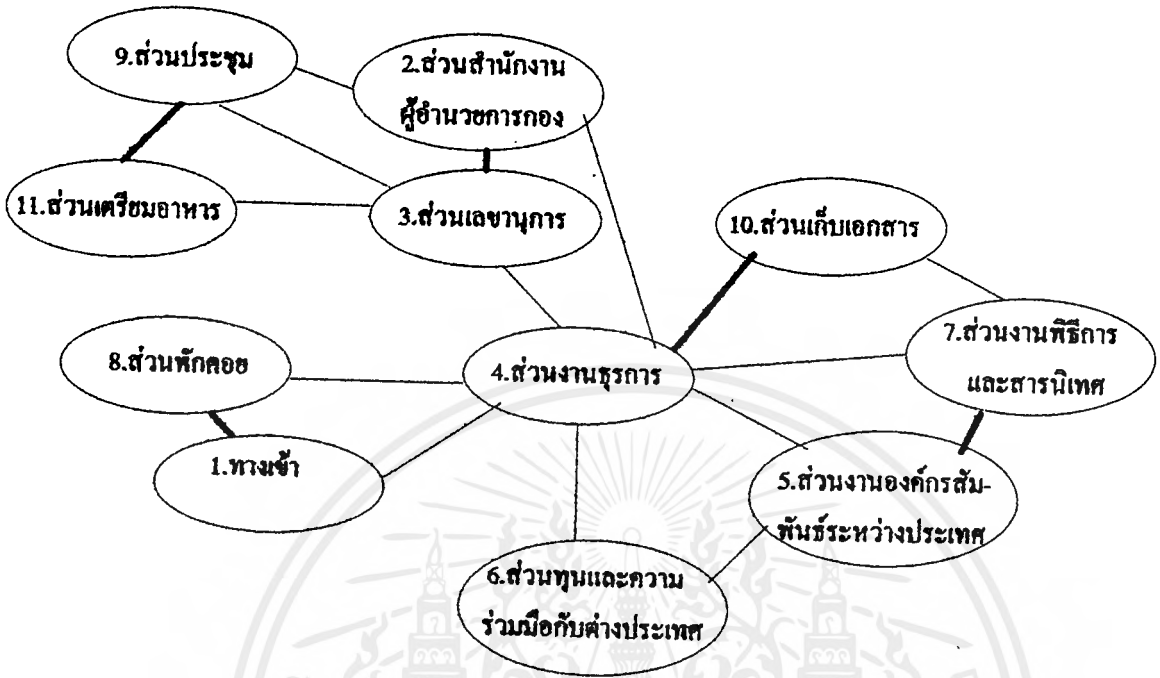 9.ส่วนประชุม
2.ส่วนสำนักงาน
ผู้อำนวยการกอง
11.ส่วนเตรียมอาหาร
3.ส่วนเลขานุการ
10.ส่วนเก็บเอกสาร
8.ส่วนพักคอย
4.ส่วนงานธุรการ
7.ส่วนงานพิธีการ
และสารนิเทศ
1.ทางเข้า
5.ส่วนงานองค์กรสัม-
พันธ์ระหว่างประเทศ
6.ส่วนทุนและความ
ร่วมมือกับต่างประเทศ